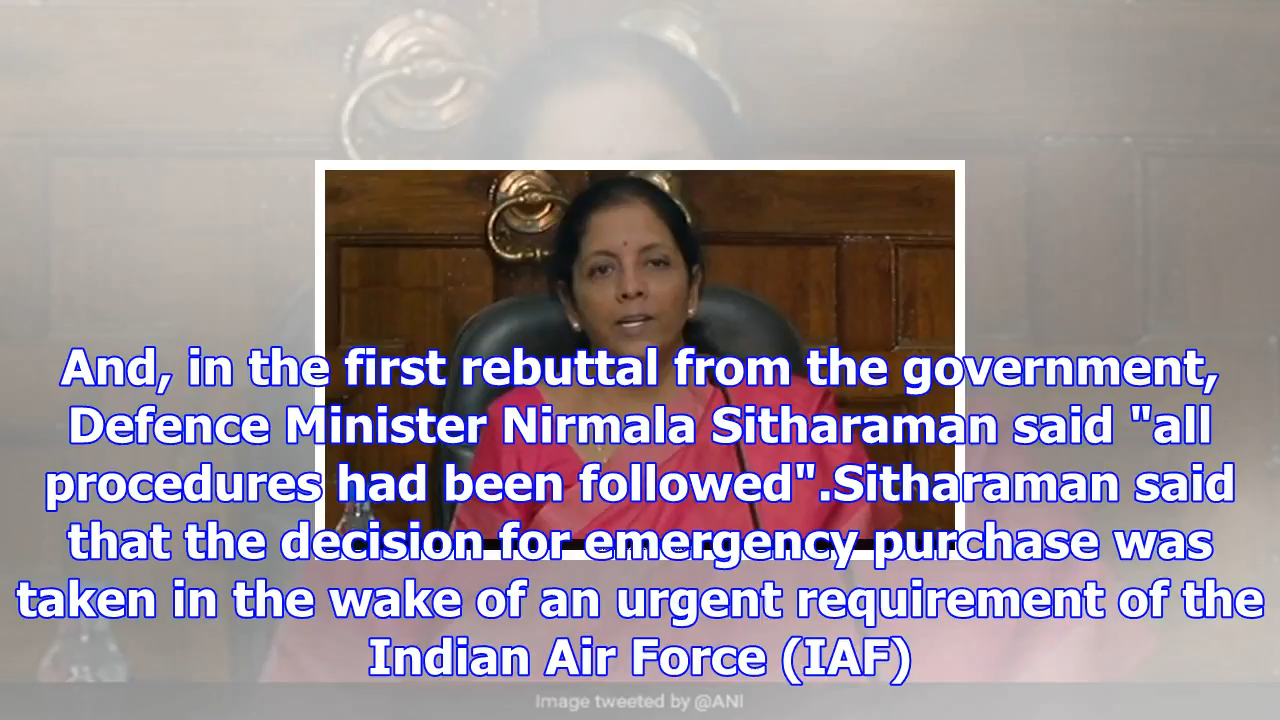 And, in the first rebuttal from the government,
Defence Minister Nirmala Sitharaman said "all
procedures had been followed".Sitharaman said
that the decision for emergency purchase was
taken in the wake of an urgent requirement of the
Indian Air Force (IAF)
Image tweeted by @ANI